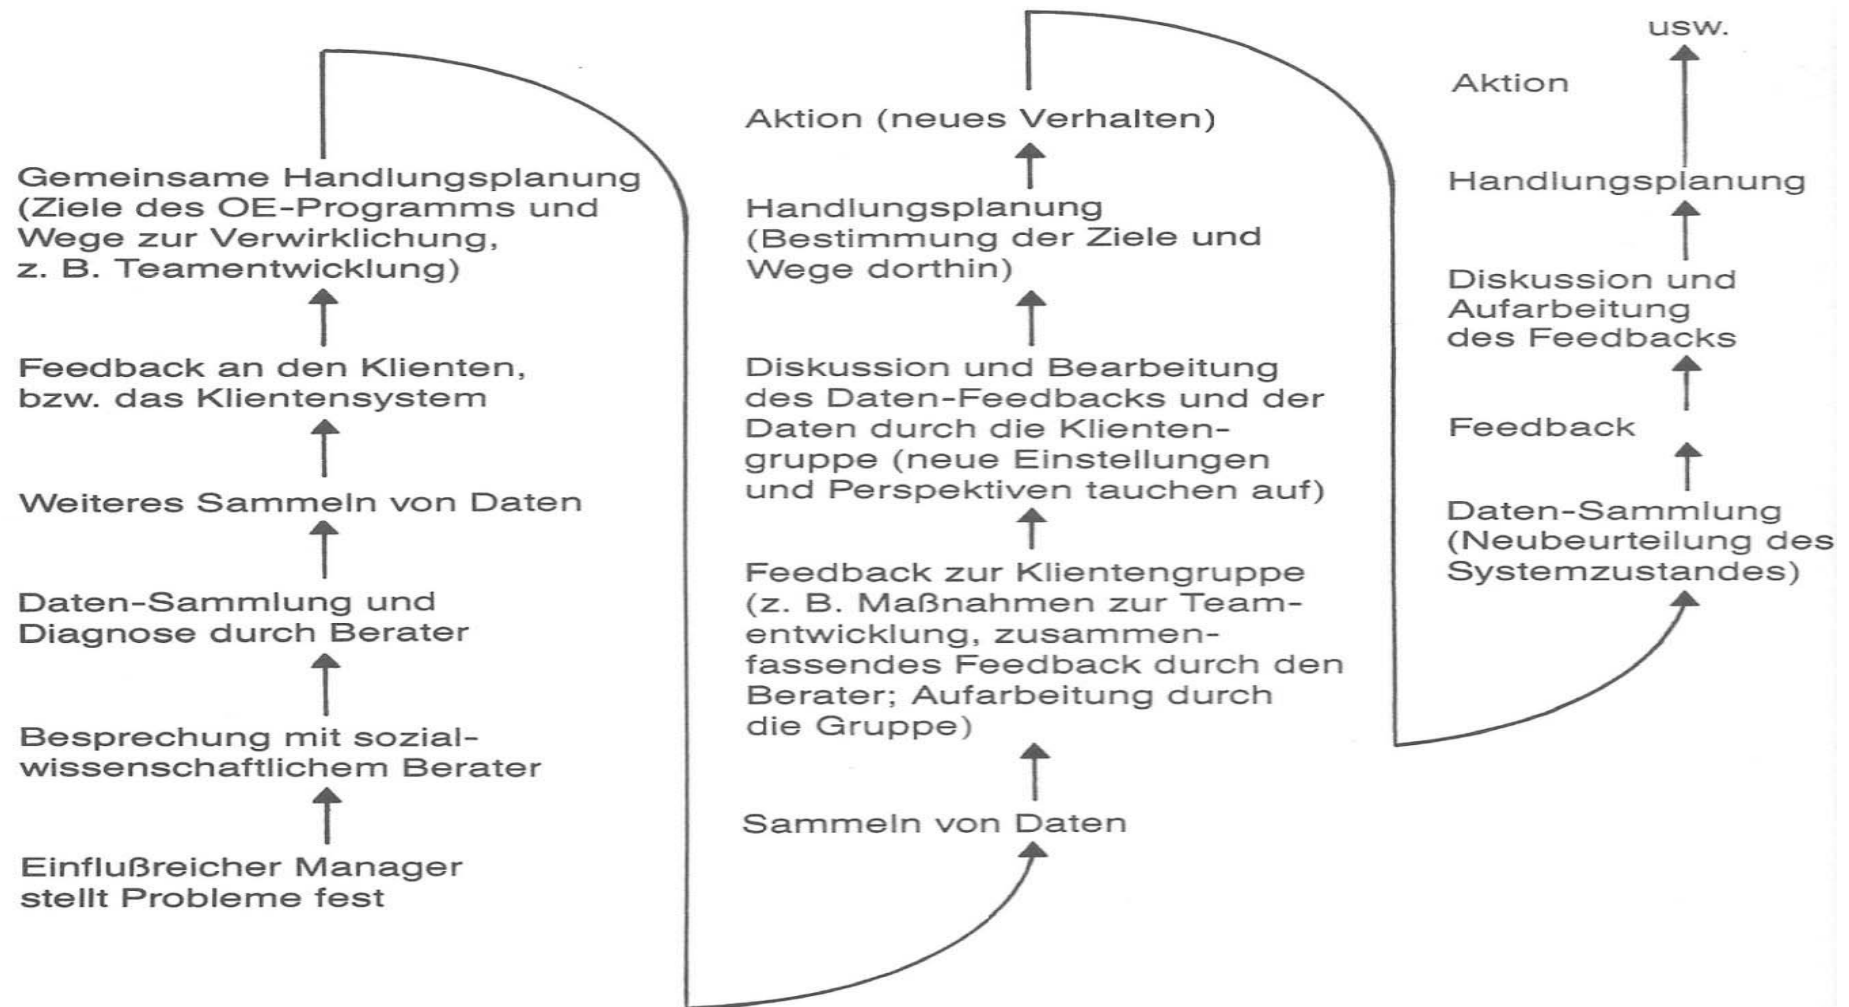 Gemeinsame Handlungsplanung
(Ziele des OE-Programms und
Wege zur Verwirklichung,
z. B. Teamentwicklung)
Feedback an den Klienten,
bzw. das Klientensystem
Weiteres Sammeln von Daten
Daten-Sammlung und
Diagnose durch Berater
Besprechung mit sozial-
wissenschaftlichem Berater
Einflußreicher Manager
stellt Probleme fest
Aktion (neues Verhalten)
Handlungsplanung
(Bestimmung der Ziele und
Wege dorthin)
Diskussion und Bearbeitung
des Daten-Feedbacks und der
Daten durch die Klienten-
gruppe (neue Einstellungen
und Perspektiven tauchen auf)
Feedback zur Klientengruppe
(z. B. Maßnahmen zur Team-
entwicklung, zusammen-
fassendes Feedback durch den
Berater; Aufarbeitung durch
die Gruppe)
Sammeln von Daten
usw.
Aktion
Handlungsplanung
Diskussion und
Aufarbeitung
des Feedbacks
Feedback
Daten-Sammlung
(Neubeurteilung des
Systemzustandes)